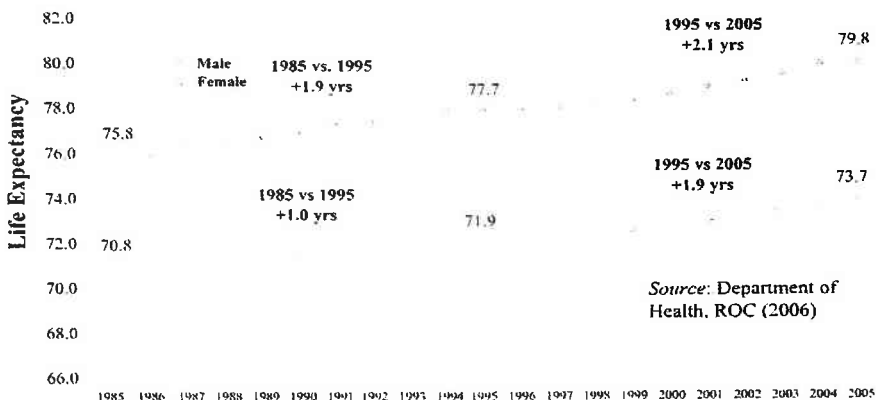 82.0
80.0
78.0
76.0
74.0
72.0
70.0
68.0
66.0
Life Expectancy
Male
Female
1985 vs. 1995
+1.9 yrs
1995 vs 2005
+2.1 yrs
79.8
77.7
75.8
1985 vs 1995
+1.0 yrs
1995 vs 2005
+1.9 yrs
73.7
71.9
70.8
Source: Department of
Health, ROC (2006)
1985 1986 1987 1988 1989 1990 1991 1992 1993 1994 1995 1996 1997 1998 1999 2000 2001 2002 2003 2004 2005